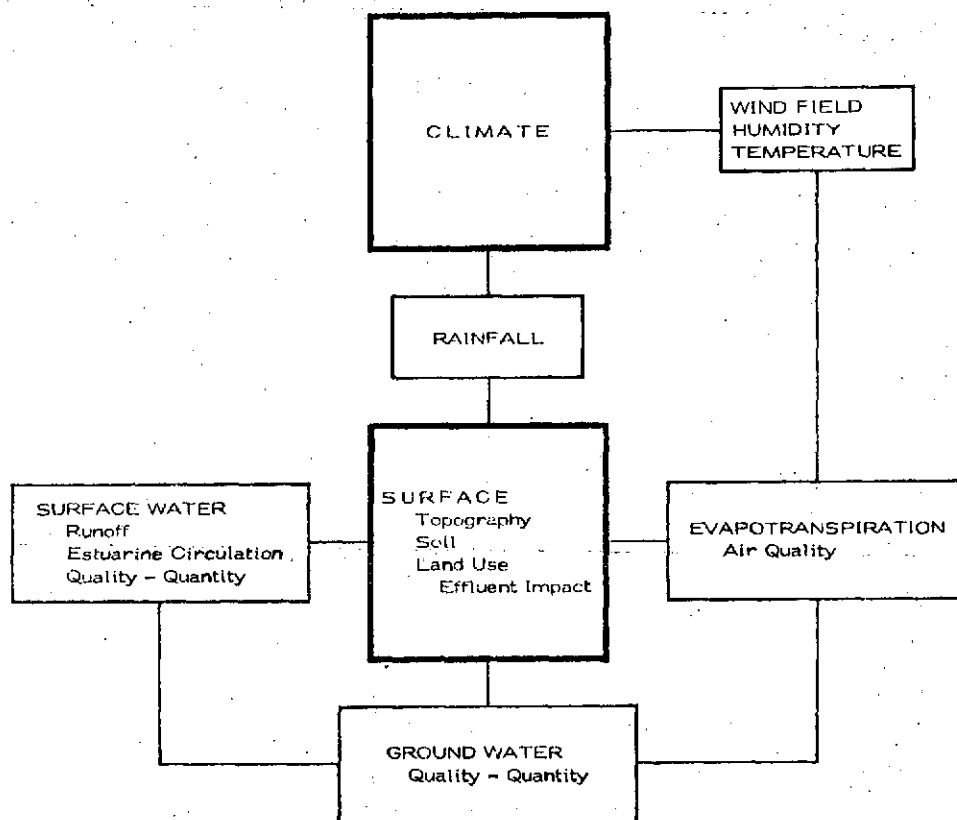 CLIMATE
WIND FIELD
HUMIDITY
TEMPERATURE
RAINFALL
SURFACE WATER
Runoff
Estuarine Circulation
Quality - Quantity
SURFACE
Topography
Soil
Land Use
Effluent Impact
EVAPOTRANSPIRATION
Air Quality
GROUND WATER
Quality - Quantity